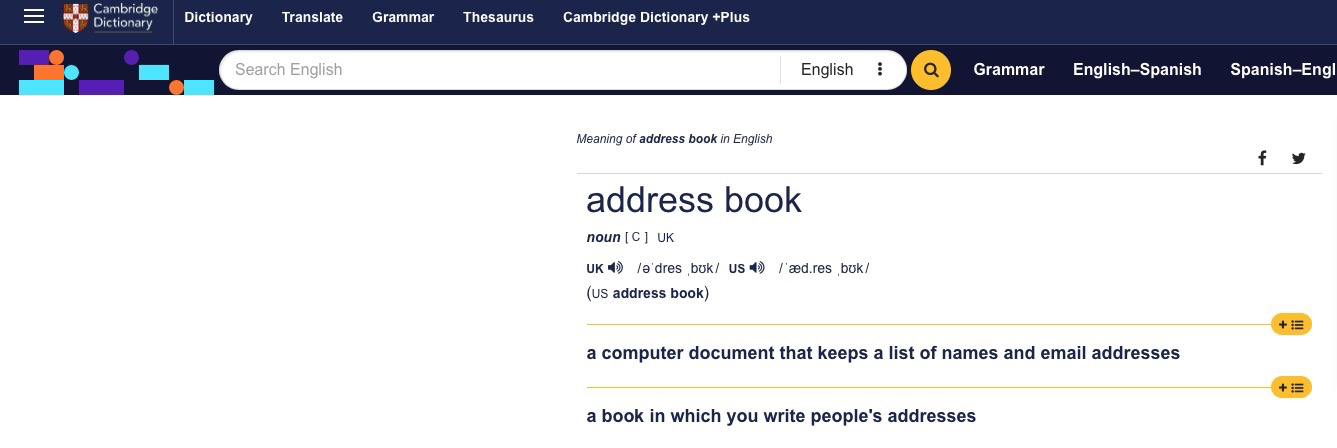 Cambridge
Dictionary
Dictionary Translate Grammar Thesaurus Cambridge Dictionary +Plus
Search English English Grammar English–Spanish Spanish–Engl
Meaning of address book in English
address book
noun [ C ] UK
UK /əˈdres ˌbʊk/ US /ˈæd.res ˌbʊk/
(US address book)
a computer document that keeps a list of names and email addresses
a book in which you write people's addresses